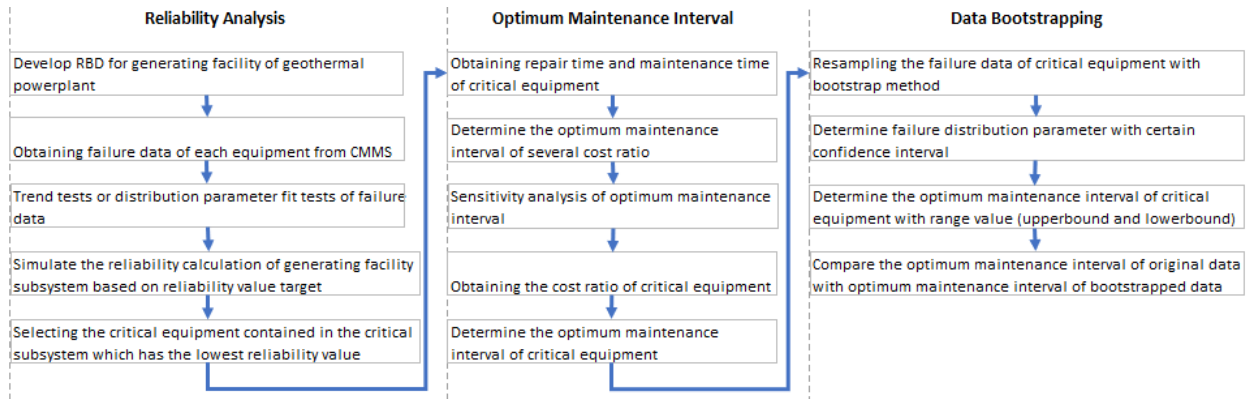 Reliability Analysis
Develop RBD for generating facility of geothermal
powerplant
Obtaining failure data of each equipment from CMMS
Trend tests or distribution parameter fit tests of failure
data
Simulate the reliability calculation of generating facility
subsystem based on reliability value target
Selecting the critical equipment contained in the critical
subsystem which has the lowest reliability value
Optimum Maintenance Interval
Obtaining repair time and maintenance time
of critical equipment
Determine the optimum maintenance
interval of several cost ratio
Sensitivity analysis of optimum maintenance
interval
Obtaining the cost ratio of critical equipment
Determine the optimum maintenance
interval of critical equipment
Data Bootstrapping
Resampling the failure data of critical equipment with
bootstrap method
Determine failure distribution parameter with certain
confidence interval
Determine the optimum maintenance interval of critical
equipment with range value (upperbound and lowerbound)
Compare the optimum maintenance interval of original data
with optimum maintenance interval of bootstrapped data